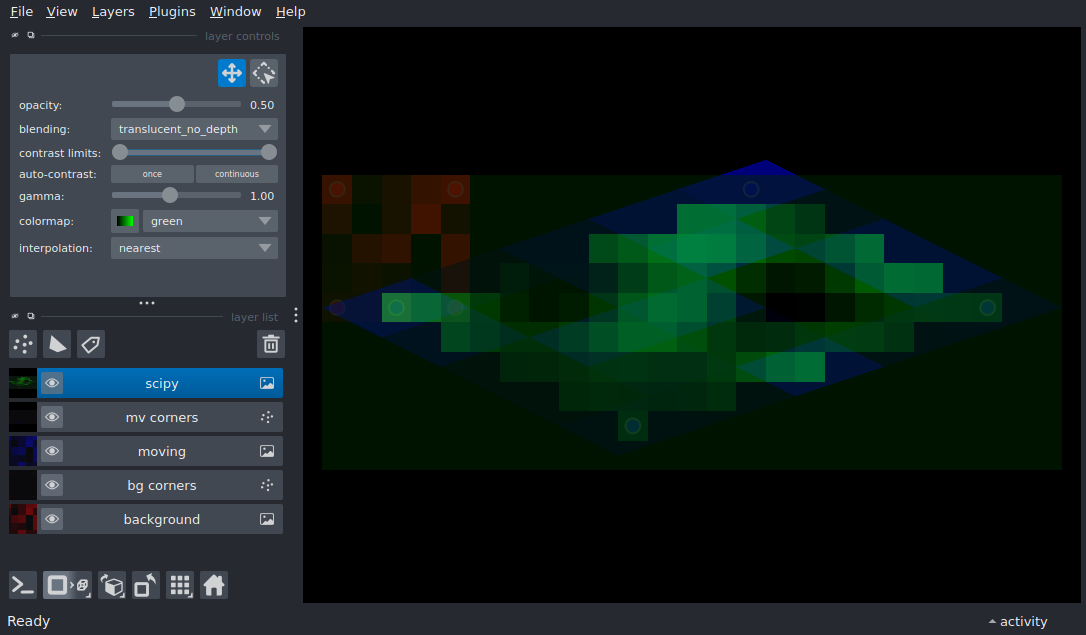 File View Layers Plugins Window Help
layer controls
opacity: 0.50
blending: translucent_no_depth
contrast limits:
auto-contrast: once continuous
gamma: 1.00
colormap: green
interpolation: nearest
layer list
scipy
mv corners
moving
bg corners
background
Ready activity